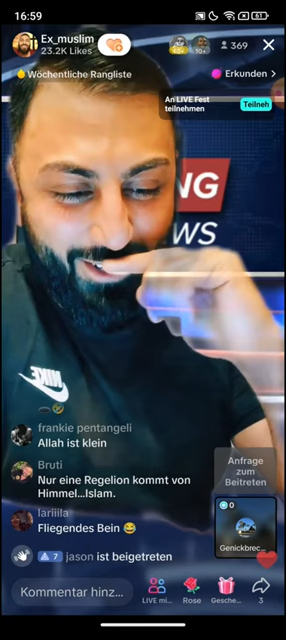 16:59
61
Ex_muslim
23.2K Likes
369
Wöchentliche Rangliste
Erkunden >
An LIVE Fest
teilnehmen
Teilneh
NG
WS
frankie pentangeli
Allah ist klein
Bruti
Nur eine Regelion kommt von
Himmel...Islam.
lariiila
Fliegendes Bein 😂
7 jason ist beigetreten
Anfrage
zum
Beitreten
0
Genickbrec...
Kommentar hinz...
LIVE mi...
Rose
Gesche...
3